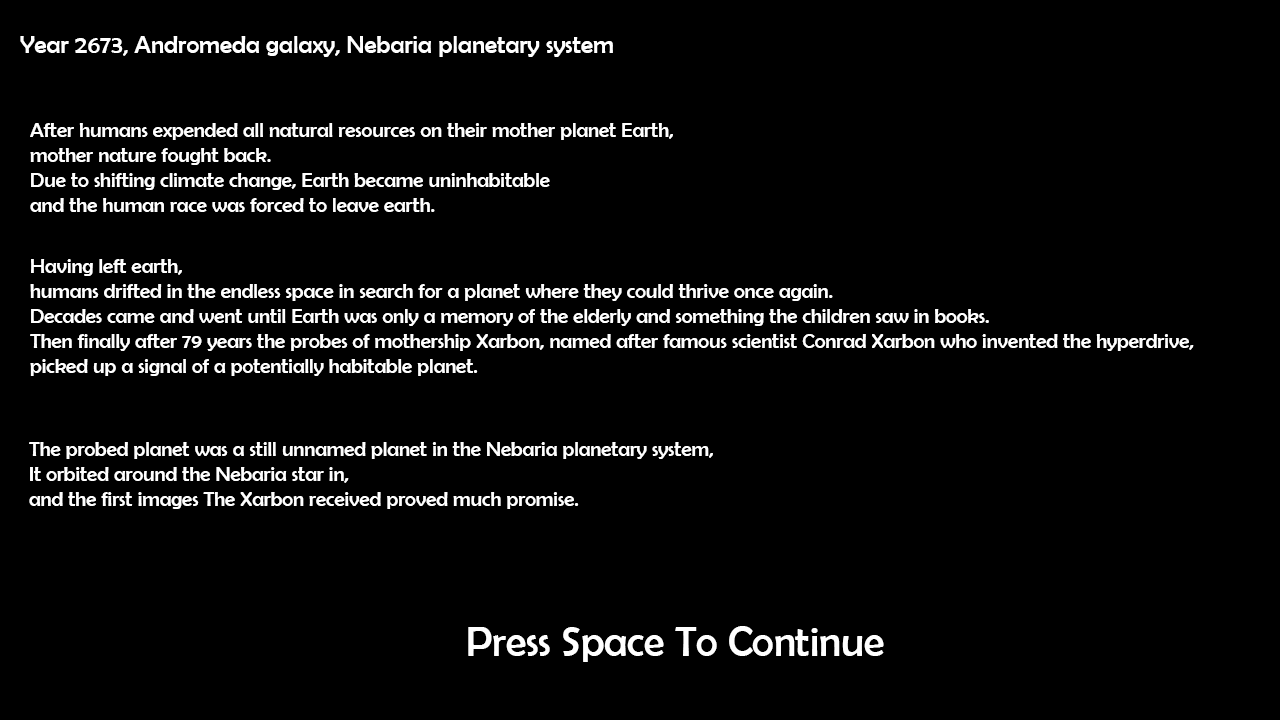 Year 2673, Andromeda galaxy, Nebaria planetary system
After humans expended all natural resources on their mother planet Earth,
mother nature fought back.
Due to shifting climate change, Earth became uninhabitable
and the human race was forced to leave earth.
Having left earth,
humans drifted in the endless space in search for a planet where they could thrive once again.
Decades came and went until Earth was only a memory of the elderly and something the children saw in books.
Then finally after 79 years the probes of mothership Xarbon, named after famous scientist Conrad Xarbon who invented the hyperdrive,
picked up a signal of a potentially habitable planet.
The probed planet was a still unnamed planet in the Nebaria planetary system,
It orbited around the Nebaria star in,
and the first images The Xarbon received proved much promise.
Press Space To Continue